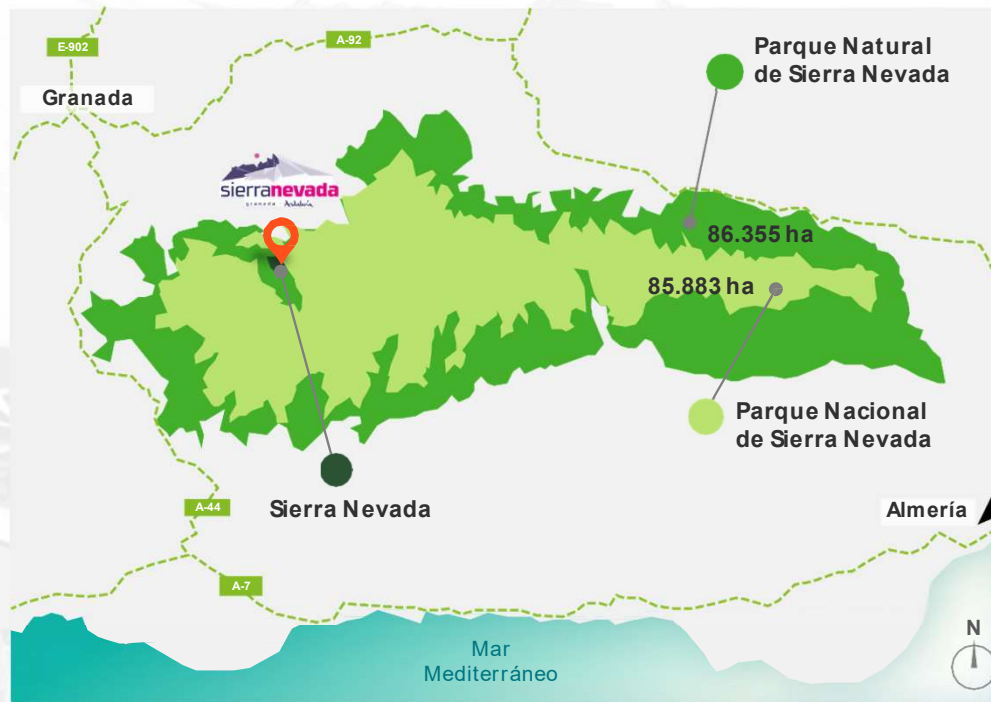 E-902
A-92
Parque Natural
de Sierra Nevada
Granada
sierranevada
granada · Andalucía
86.355 ha
85.883 ha
Parque Nacional
de Sierra Nevada
Sierra Nevada
A-44
Almería
A-7
N
Mar
Mediterráneo